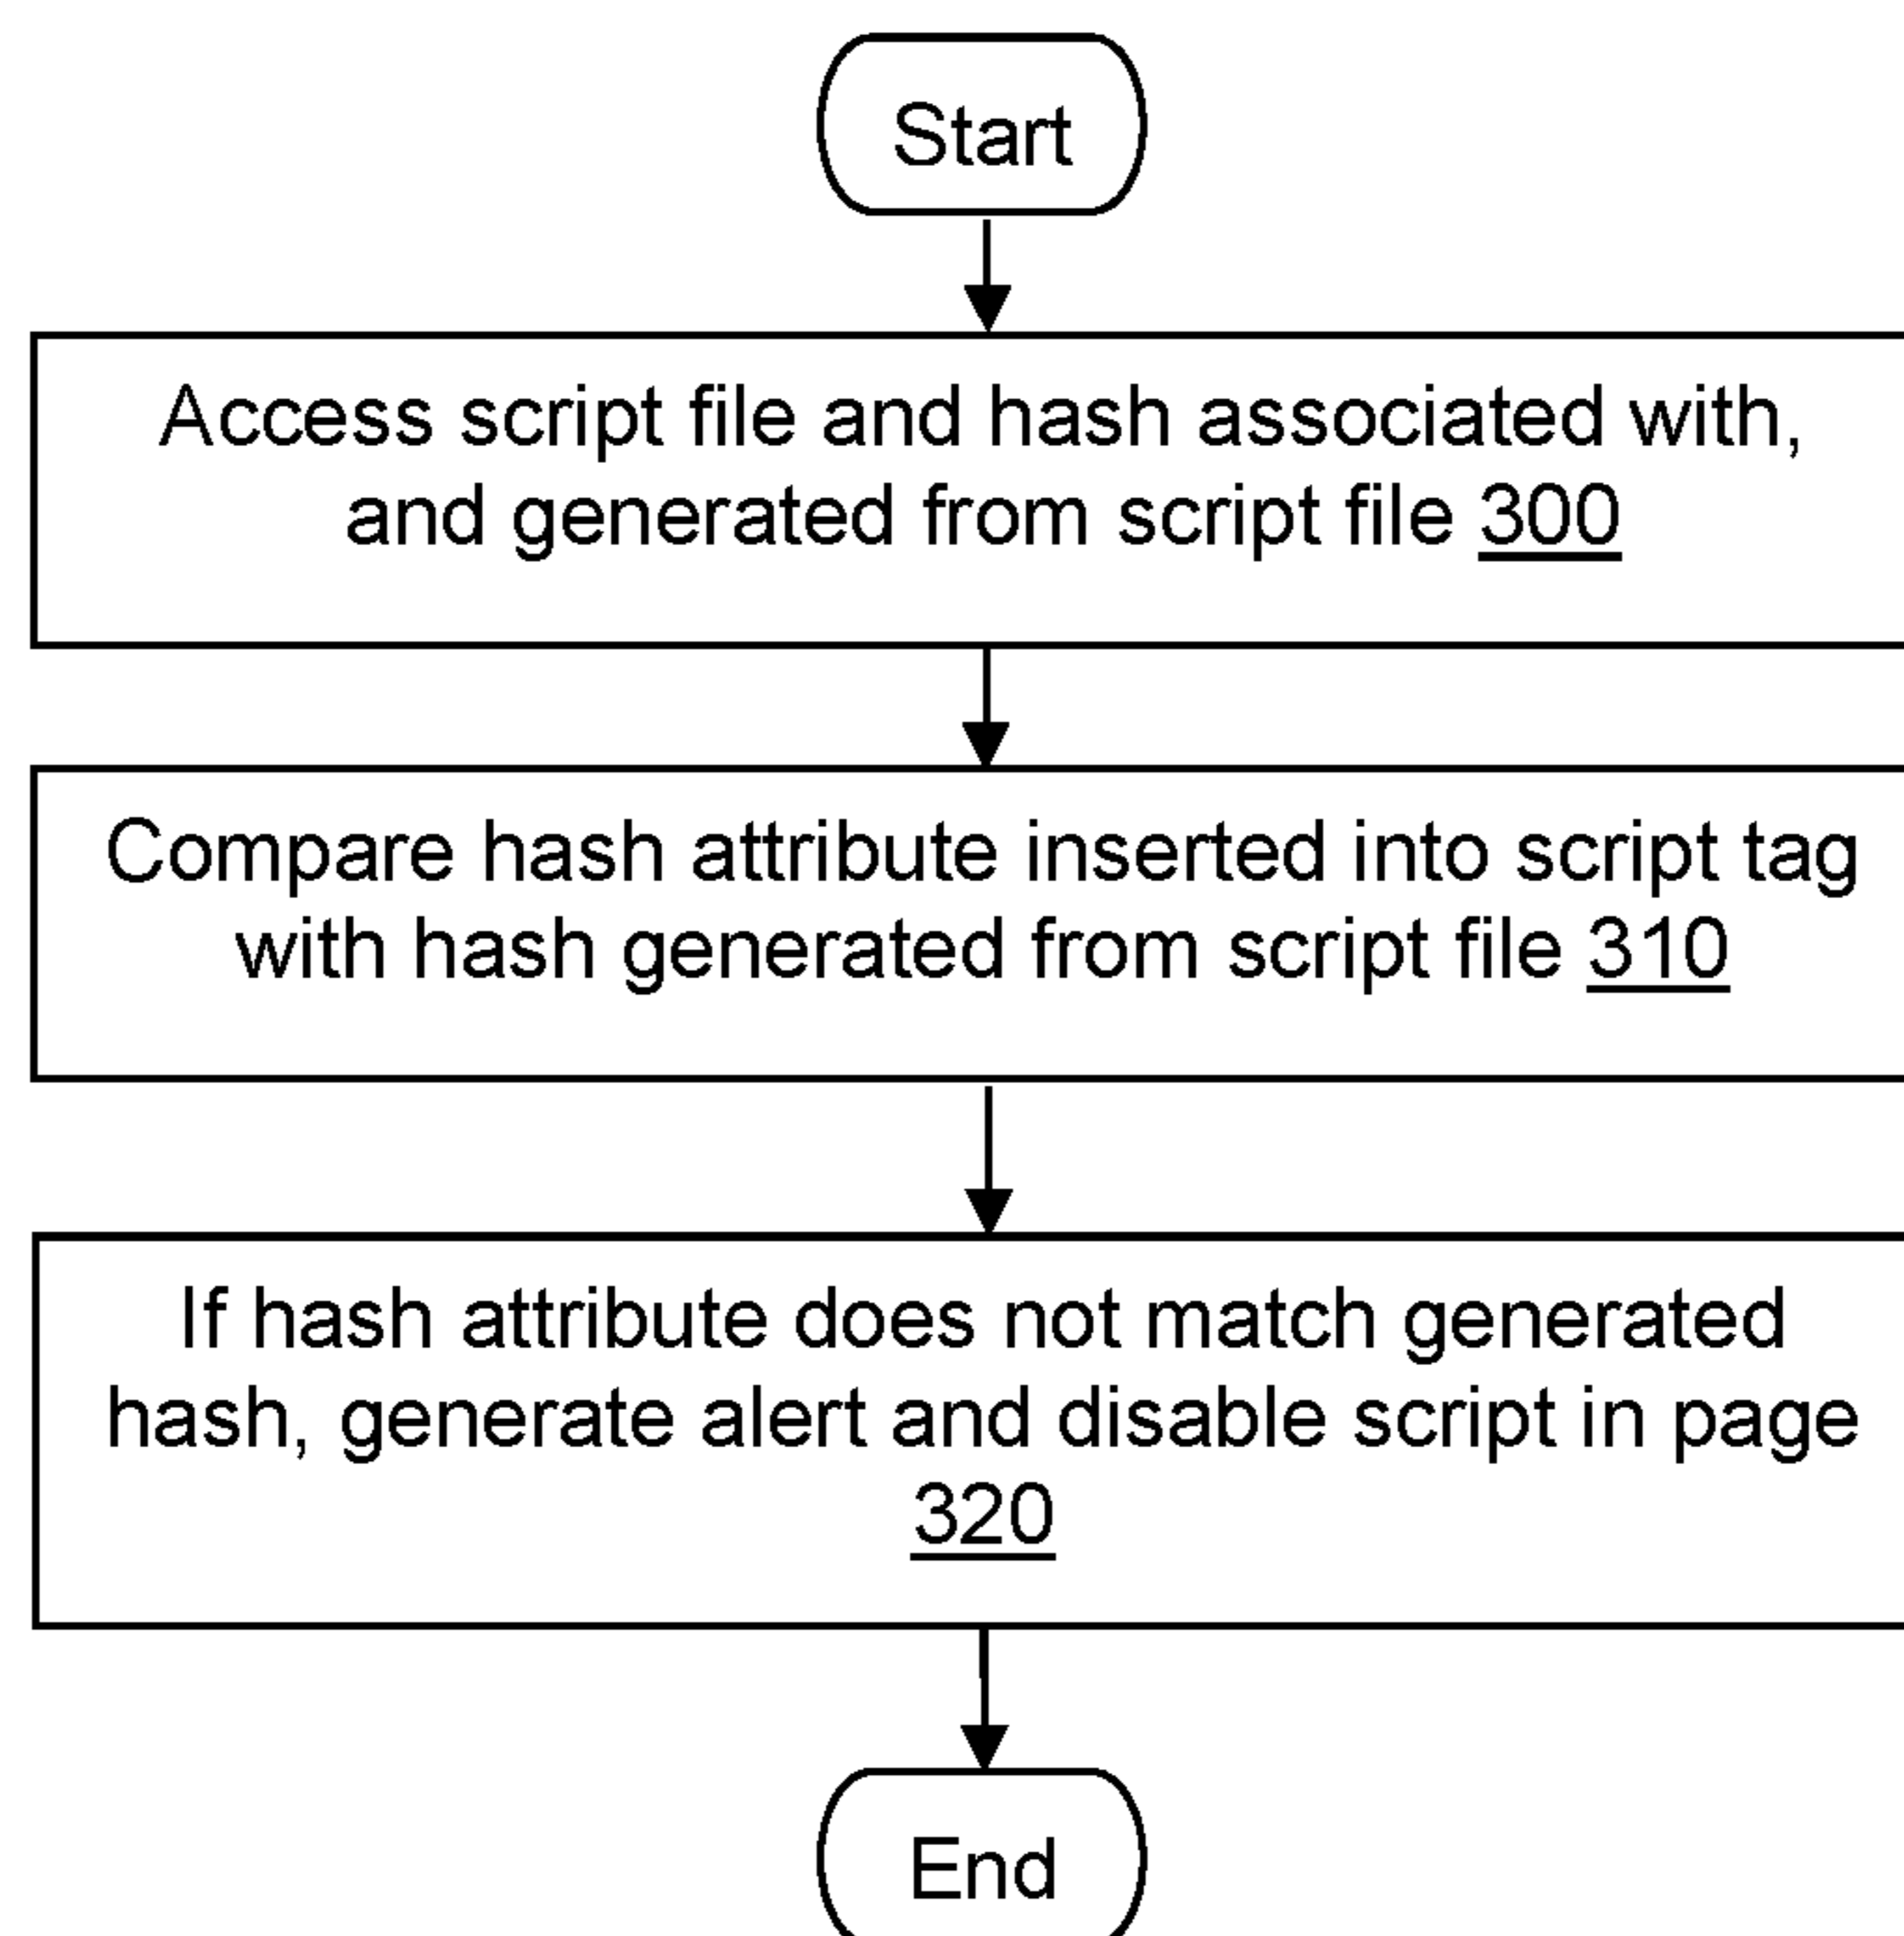 Start
Access script file and hash associated with,
and generated from script file 300
Compare hash attribute inserted into script tag
with hash generated from script file 310
If hash attribute does not match generated
hash, generate alert and disable script in page
320
End